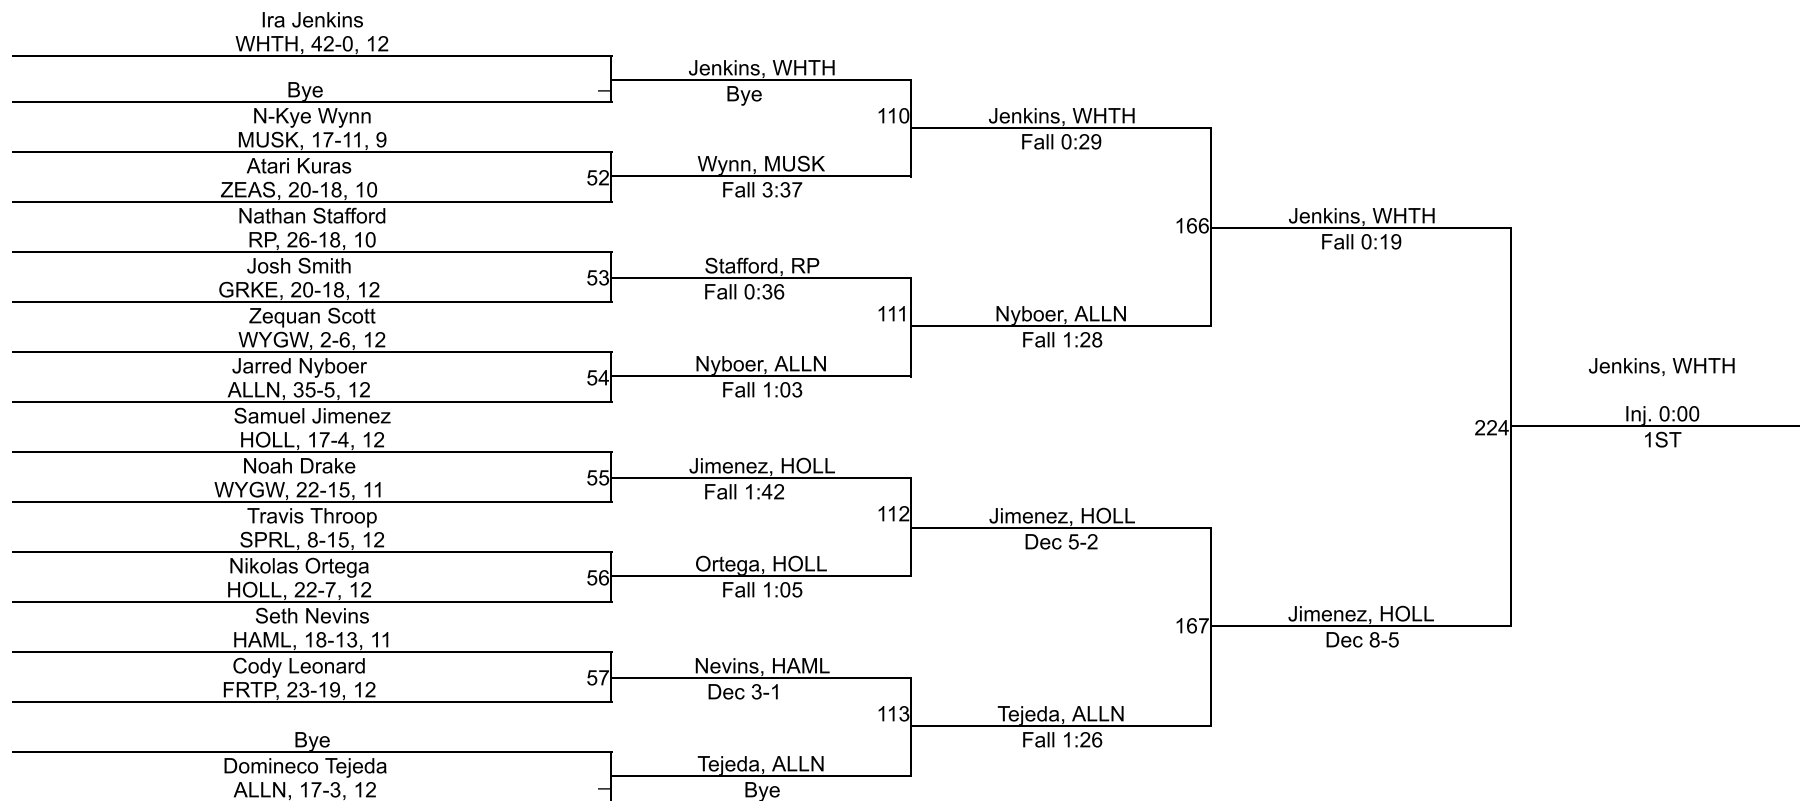 Ira Jenkins
WHTH, 42-0, 12
Bye
N-Kye Wynn
MUSK, 17-11, 9
Atari Kuras
ZEAS, 20-18, 10
52
Nathan Stafford
RP, 26-18, 10
Josh Smith
GRKE, 20-18, 12
53
Zequan Scott
WYGW, 2-6, 12
Jarred Nyboer
ALLN, 35-5, 12
54
Samuel Jimenez
HOLL, 17-4, 12
Noah Drake
WYGW, 22-15, 11
55
Travis Throop
SPRL, 8-15, 12
Nikolas Ortega
HOLL, 22-7, 12
56
Seth Nevins
HAML, 18-13, 11
Cody Leonard
FRTP, 23-19, 12
57
Bye
Domineco Tejeda
ALLN, 17-3, 12
Jenkins, WHTH
Bye
110
Wynn, MUSK
Fall 3:37
Stafford, RP
Fall 0:36
111
Nyboer, ALLN
Fall 1:03
Jimenez, HOLL
Fall 1:42
112
Ortega, HOLL
Fall 1:05
Nevins, HAML
Dec 3-1
113
Tejeda, ALLN
Bye
Jenkins, WHTH
Fall 0:29
166
Nyboer, ALLN
Fall 1:28
Jimenez, HOLL
Dec 5-2
167
Tejeda, ALLN
Fall 1:26
Jenkins, WHTH
Fall 0:19
224
Jimenez, HOLL
Dec 8-5
Jenkins, WHTH
Inj. 0:00
1ST